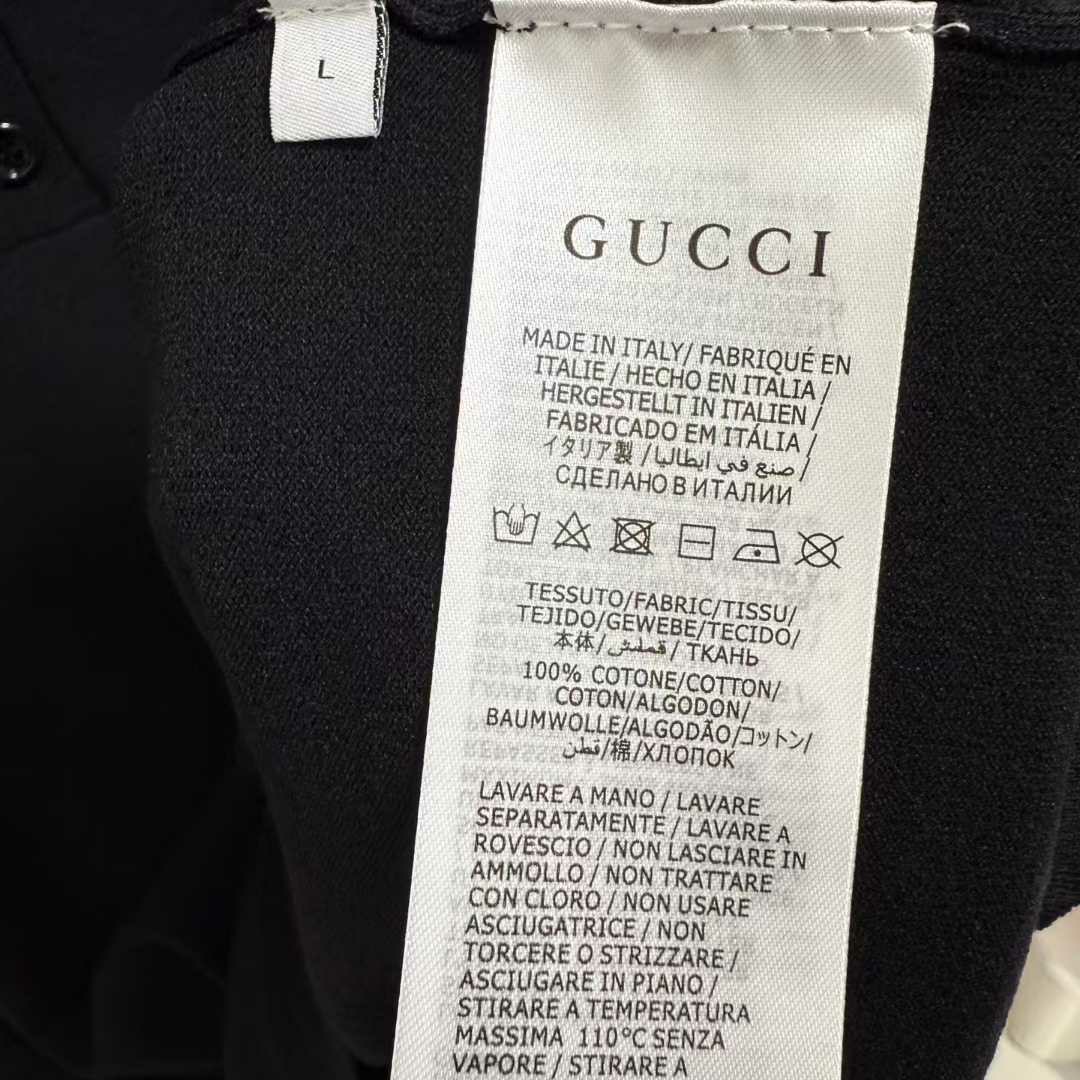 L
GUCCI
MADE IN ITALY/ FABRIQUÉ EN
ITALIE / HECHO EN ITALIA /
HERGESTELLT IN ITALIEN /
FABRICADO EM ITÁLIA /
イタリア製 / صنع في ايطاليا /
СДЕЛАНО В ИТАЛИИ
TESSUTO/FABRIC/TISSU/
TEJIDO/GEWEBE/TECIDO/
本体/قملش/ ТКАНЬ
100% COTONE/COTTON/
COTON/ALGODON/
BAUMWOLLE/ALGODÃO/コットン/
قطن/棉/ХЛОПОК
LAVARE A MANO / LAVARE
SEPARATAMENTE / LAVARE A
ROVESCIO / NON LASCIARE IN
AMMOLLO / NON TRATTARE
CON CLORO / NON USARE
ASCIUGATRICE / NON
TORCERE O STRIZZARE /
ASCIUGARE IN PIANO /
STIRARE A TEMPERATURA
MASSIMA 110°C SENZA
VAPORE / STIRARE A